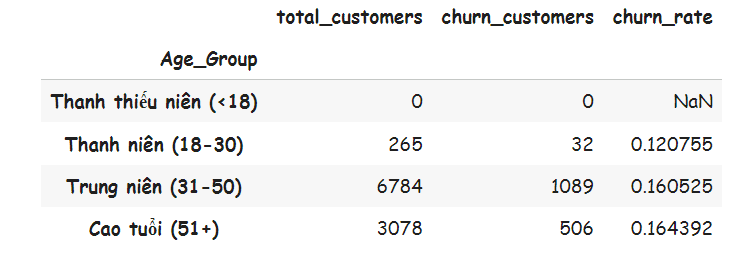 total_customers churn_customers churn_rate
Age_Group
Thanh thiếu niên (<18) 0 0 NaN
Thanh niên (18-30) 265 32 0.120755
Trung niên (31-50) 6784 1089 0.160525
Cao tuổi (51+) 3078 506 0.164392